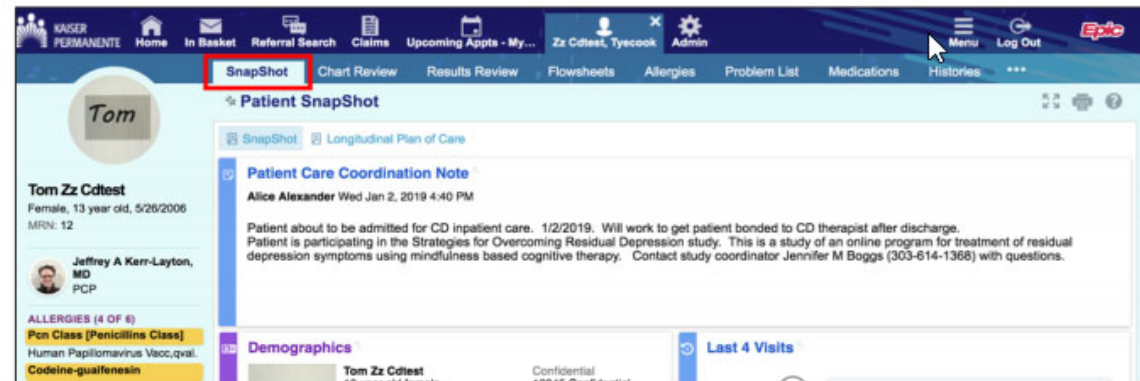 KAISER PERMANENTE
Home
In Basket
Referral Search
Claims
Upcoming Appts - My...
Zz Cdtest, Tyecook
Admin
Menu
Log Out
Epic
SnapShot
Chart Review
Results Review
Flowsheets
Allergies
Problem List
Medications
Histories
Tom
Patient SnapShot
SnapShot
Longitudinal Plan of Care
Tom Zz Cdtest
Female, 13 year old, 5/26/2006
MRN: 12
Jeffrey A Kerr-Layton,
MD
PCP
ALLERGIES (4 OF 6)
Pcn Class [Penicillins Class]
Human Papillomavirus Vacc,qval.
Codeine-guaifenesin
Patient Care Coordination Note
Alice Alexander Wed Jan 2, 2019 4:40 PM
Patient about to be admitted for CD inpatient care. 1/2/2019. Will work to get patient bonded to CD therapist after discharge.
Patient is participating in the Strategies for Overcoming Residual Depression study. This is a study of an online program for treatment of residual
depression symptoms using mindfulness based cognitive therapy. Contact study coordinator Jennifer M Boggs (303-614-1368) with questions.
Demographics
Tom Zz Cdtest
Confidential
Last 4 Visits